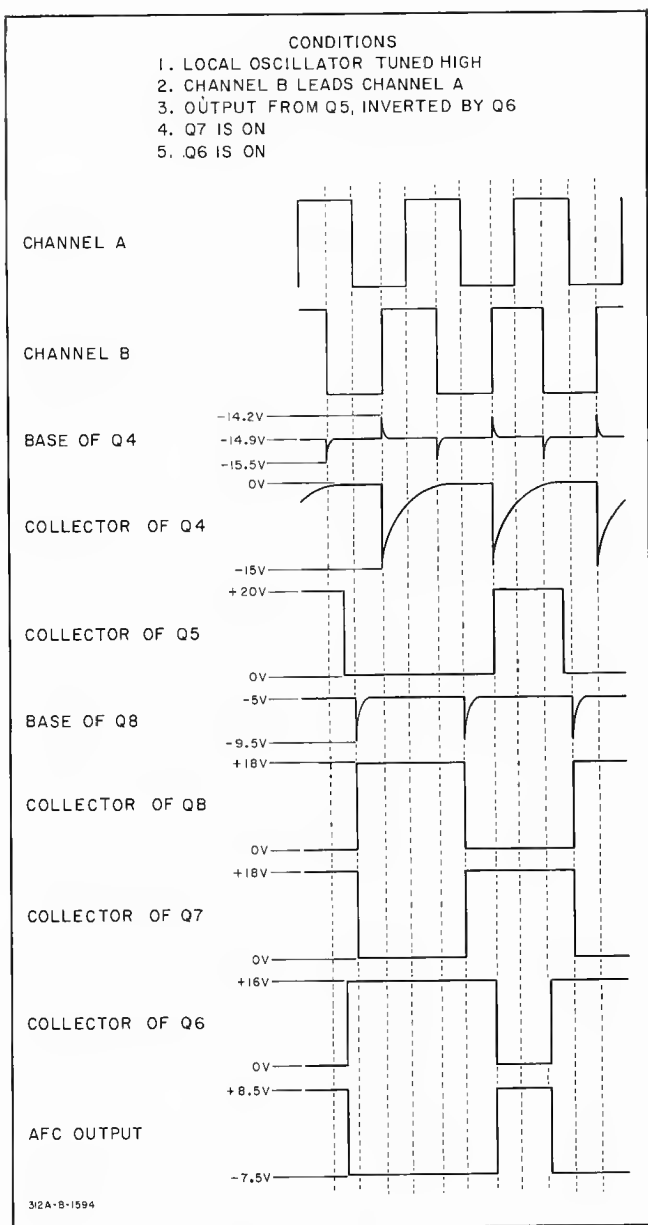 CONDITIONS
1. LOCAL OSCILLATOR TUNED HIGH
2. CHANNEL B LEADS CHANNEL A
3. OUTPUT FROM Q5, INVERTED BY Q6
4. Q7 IS ON
5. Q6 IS ON
CHANNEL A
CHANNEL B
-14.2V
BASE OF Q4
-14.9V
-15.5V
0V
COLLECTOR OF Q4
-15V
+20V
COLLECTOR OF Q5
0V
-5V
BASE OF Q8
-9.5V
+18V
COLLECTOR OF Q8
0V
+18V
COLLECTOR OF Q7
0V
+16V
COLLECTOR OF Q6
0V
+8.5V
AFC OUTPUT
-7.5V
312A-B-1594